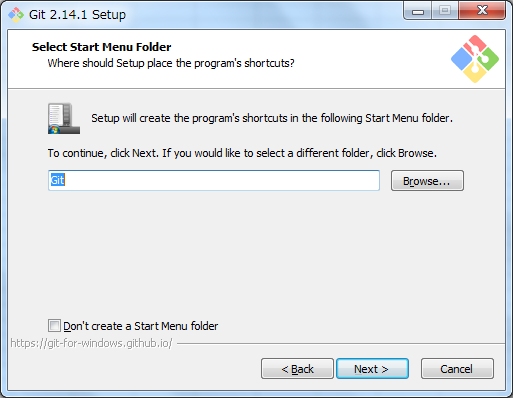 Git 2.14.1 Setup
Select Start Menu Folder
Where should Setup place the program's shortcuts?
Setup will create the program's shortcuts in the following Start Menu folder.
To continue, click Next. If you would like to select a different folder, click Browse.
Git
Browse...
Don't create a Start Menu folder
https://git-for-windows.github.io/
< Back
Next >
Cancel